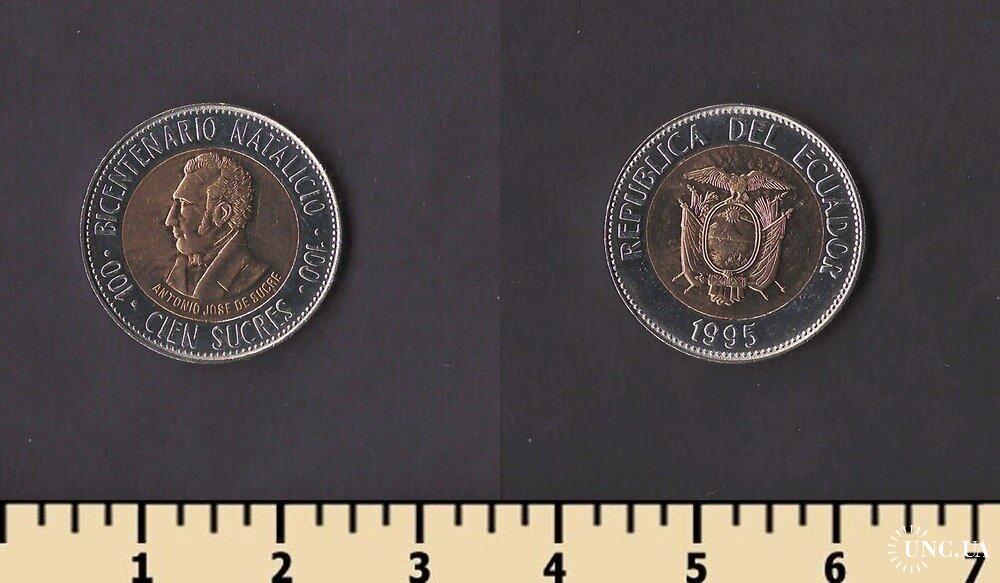 BICENTENARIO NATALICIO
·100· ·100·
ANTONIO JOSE DE SUCRE
CIEN SUCRES
REPUBLICA DEL ECUADOR
1995
1 2 3 4 5 6 7
UNC.UA